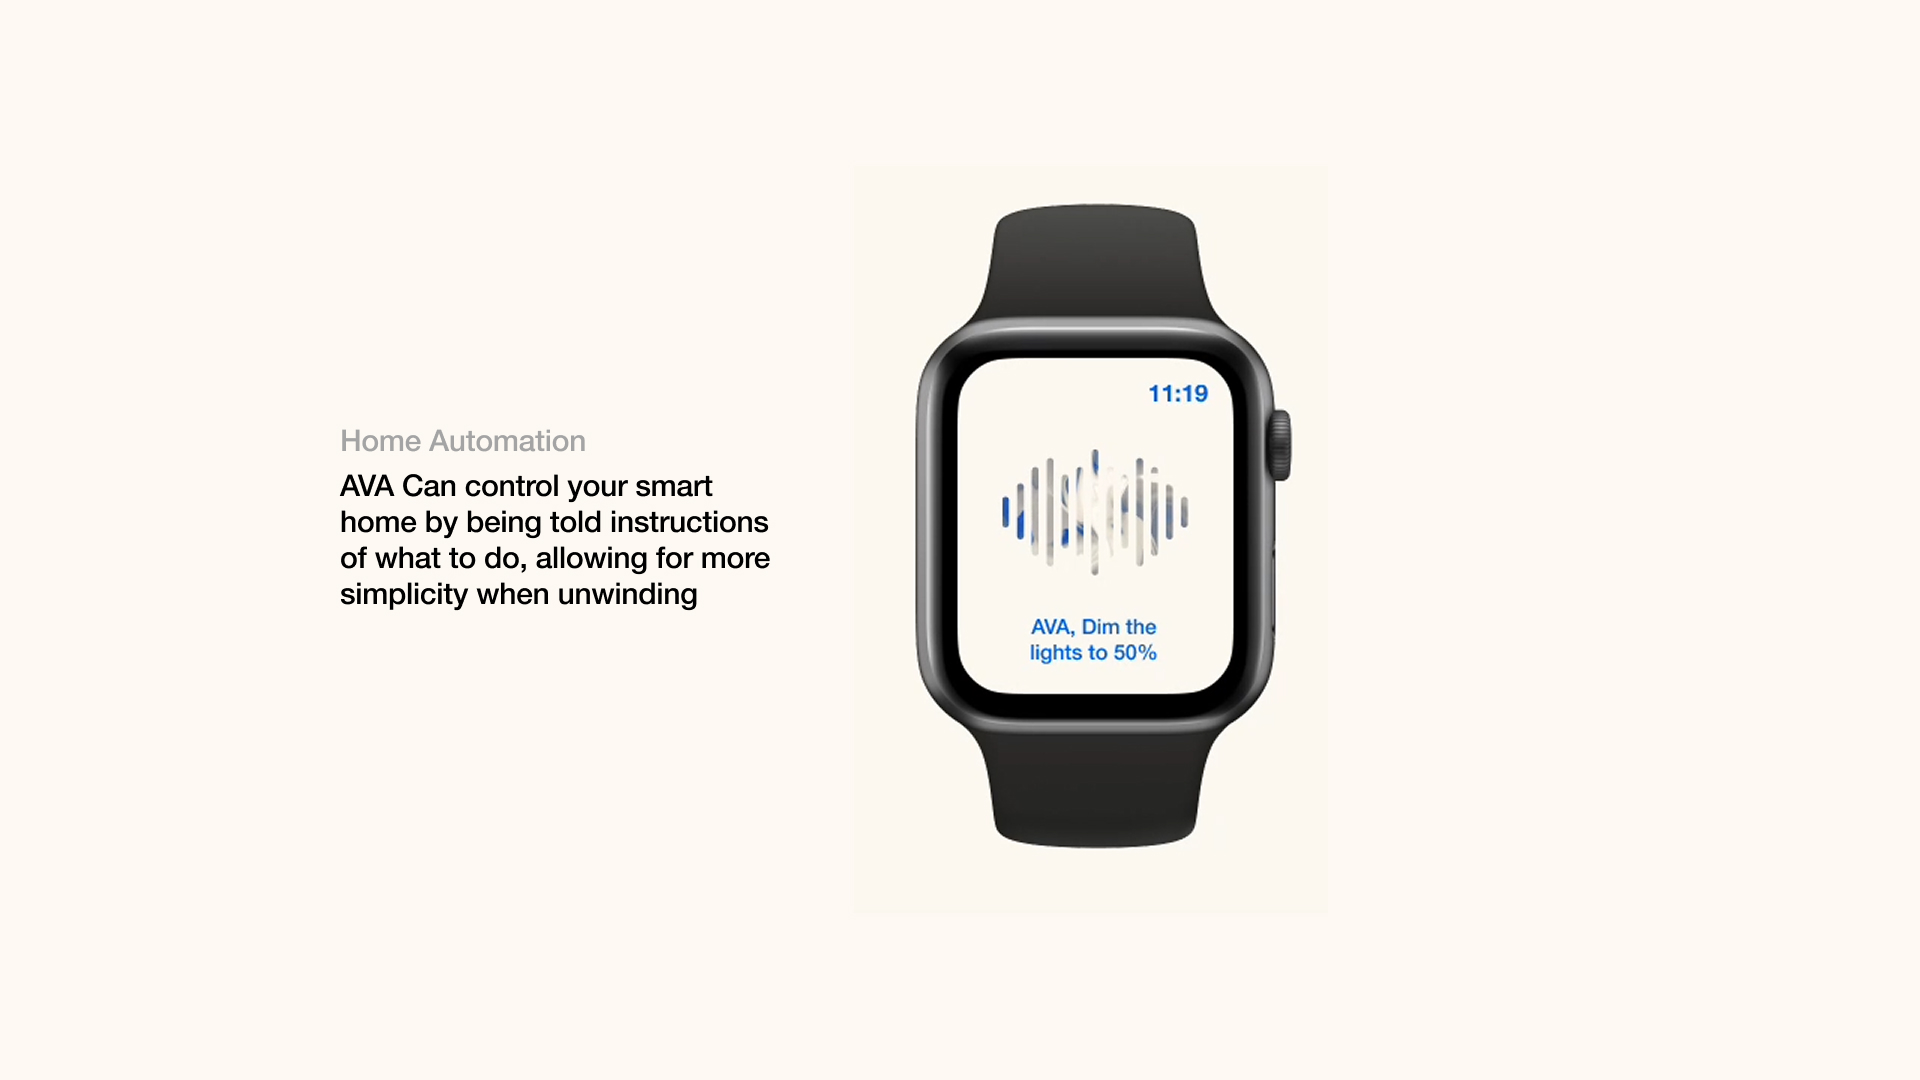 Home Automation
AVA Can control your smart
home by being told instructions
of what to do, allowing for more
simplicity when unwinding
11:19
AVA, Dim the
lights to 50%